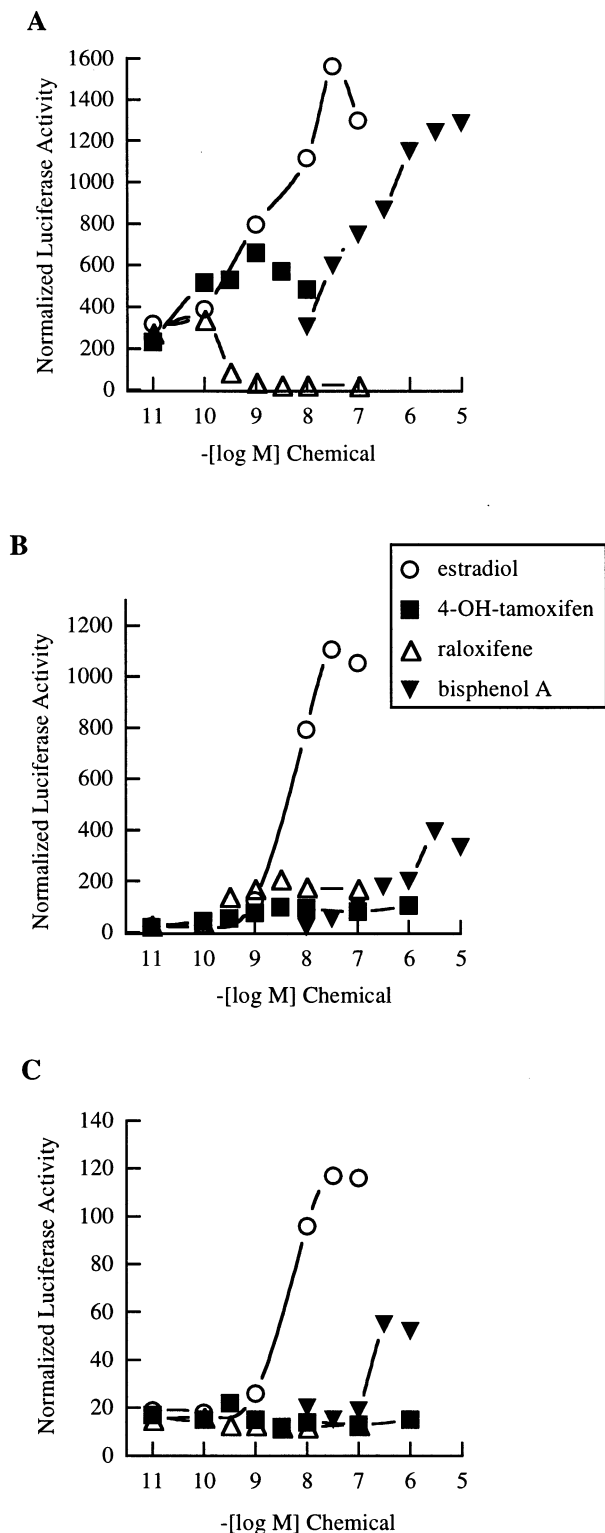 A
Normalized Luciferase Activity
1600
1400
1200
1000
800
600
400
200
0
11 10 9 8 7 6 5
-[log M] Chemical
B
estradiol
4-OH-tamoxifen
raloxifene
bisphenol A
Normalized Luciferase Activity
1200
1000
800
600
400
200
0
11 10 9 8 7 6 5
-[log M] Chemical
C
Normalized Luciferase Activity
140
120
100
80
60
40
20
0
11 10 9 8 7 6 5
-[log M] Chemical